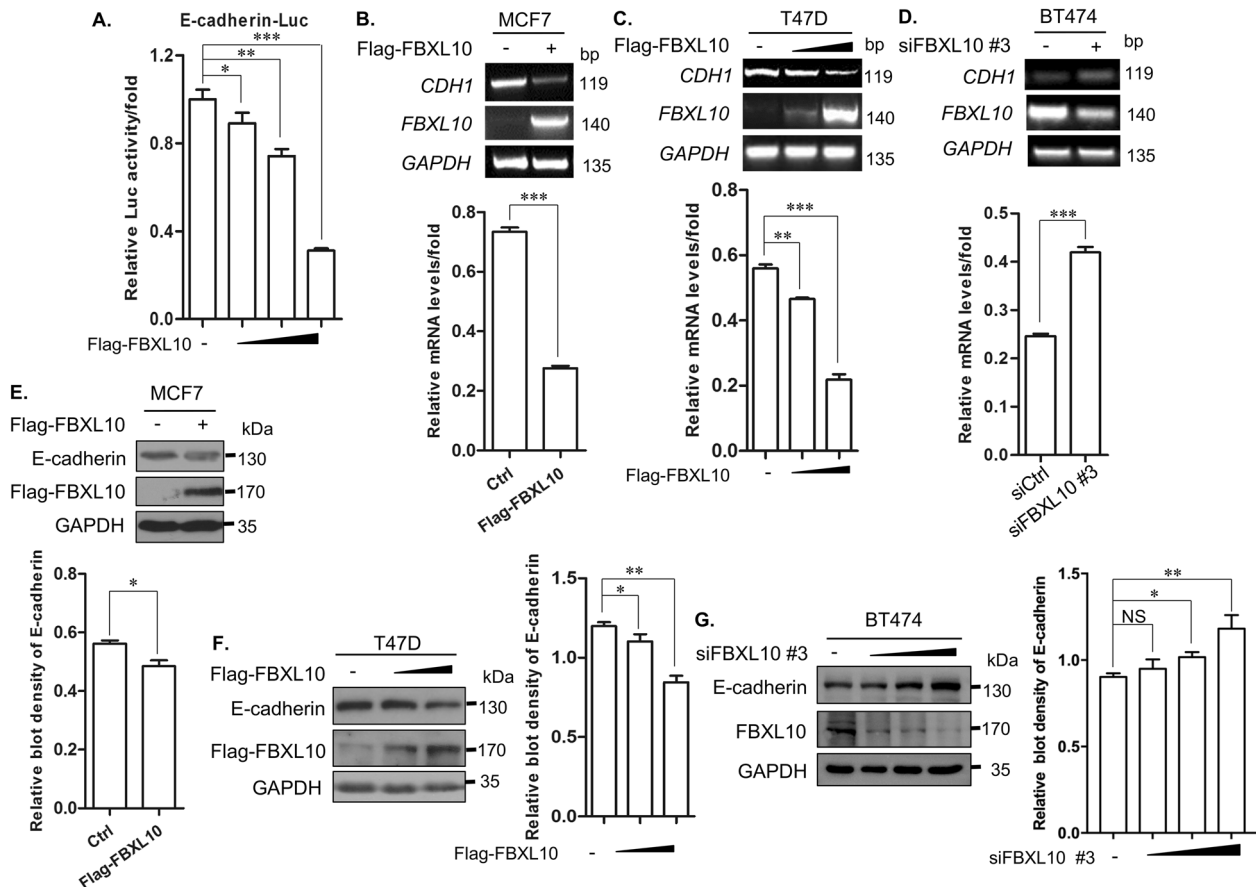 A.
E-cadherin-Luc
***
**
*
Relative Luc activity/fold
1.2
0.8
0.4
0.0
Flag-FBXL10 -
B.
MCF7
Flag-FBXL10 - +
bp
CDH1 119
FBXL10 140
GAPDH 135
***
Relative mRNA levels/fold
0.8
0.6
0.4
0.2
0.0
Ctrl
Flag-FBXL10
C.
T47D
Flag-FBXL10 -
bp
CDH1 119
FBXL10 140
GAPDH 135
***
**
Relative mRNA levels/fold
0.8
0.6
0.4
0.2
0.0
Flag-FBXL10 -
D.
BT474
siFBXL10 #3 - +
bp
CDH1 119
FBXL10 140
GAPDH 135
***
Relative mRNA levels/fold
0.5
0.4
0.3
0.2
0.1
0.0
siCtrl
siFBXL10 #3
E.
MCF7
Flag-FBXL10 - +
kDa
E-cadherin 130
Flag-FBXL10 170
GAPDH 35
*
Relative blot density of E-cadherin
0.8
0.6
0.4
0.2
0.0
Ctrl
Flag-FBXL10
F.
T47D
Flag-FBXL10 -
kDa
E-cadherin 130
Flag-FBXL10 170
GAPDH 35
**
*
Relative blot density of E-cadherin
1.5
1.0
0.5
0.0
Flag-FBXL10 -
G.
BT474
siFBXL10 #3 -
kDa
E-cadherin 130
FBXL10 170
GAPDH 35
**
*
NS
Relative blot density of E-cadherin
1.5
1.0
0.5
0.0
siFBXL10 #3 -